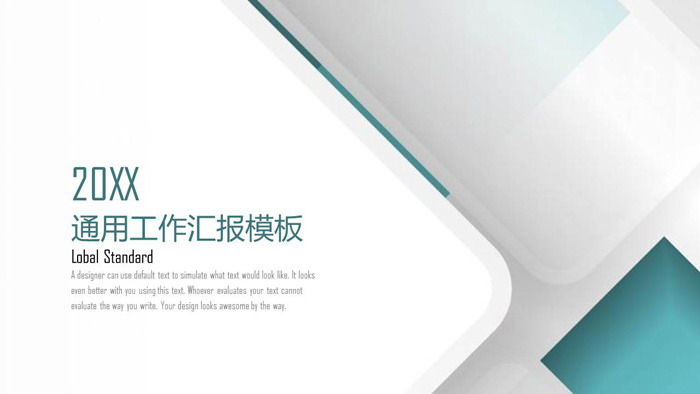 20XX
通用工作汇报模板
Lobal Standard
A designer can use default text to simulate what text would look like. It looks
even better with you using this text. Whoever evaluates your text cannot
evaluate the way you write. Your design looks awesome by the way.